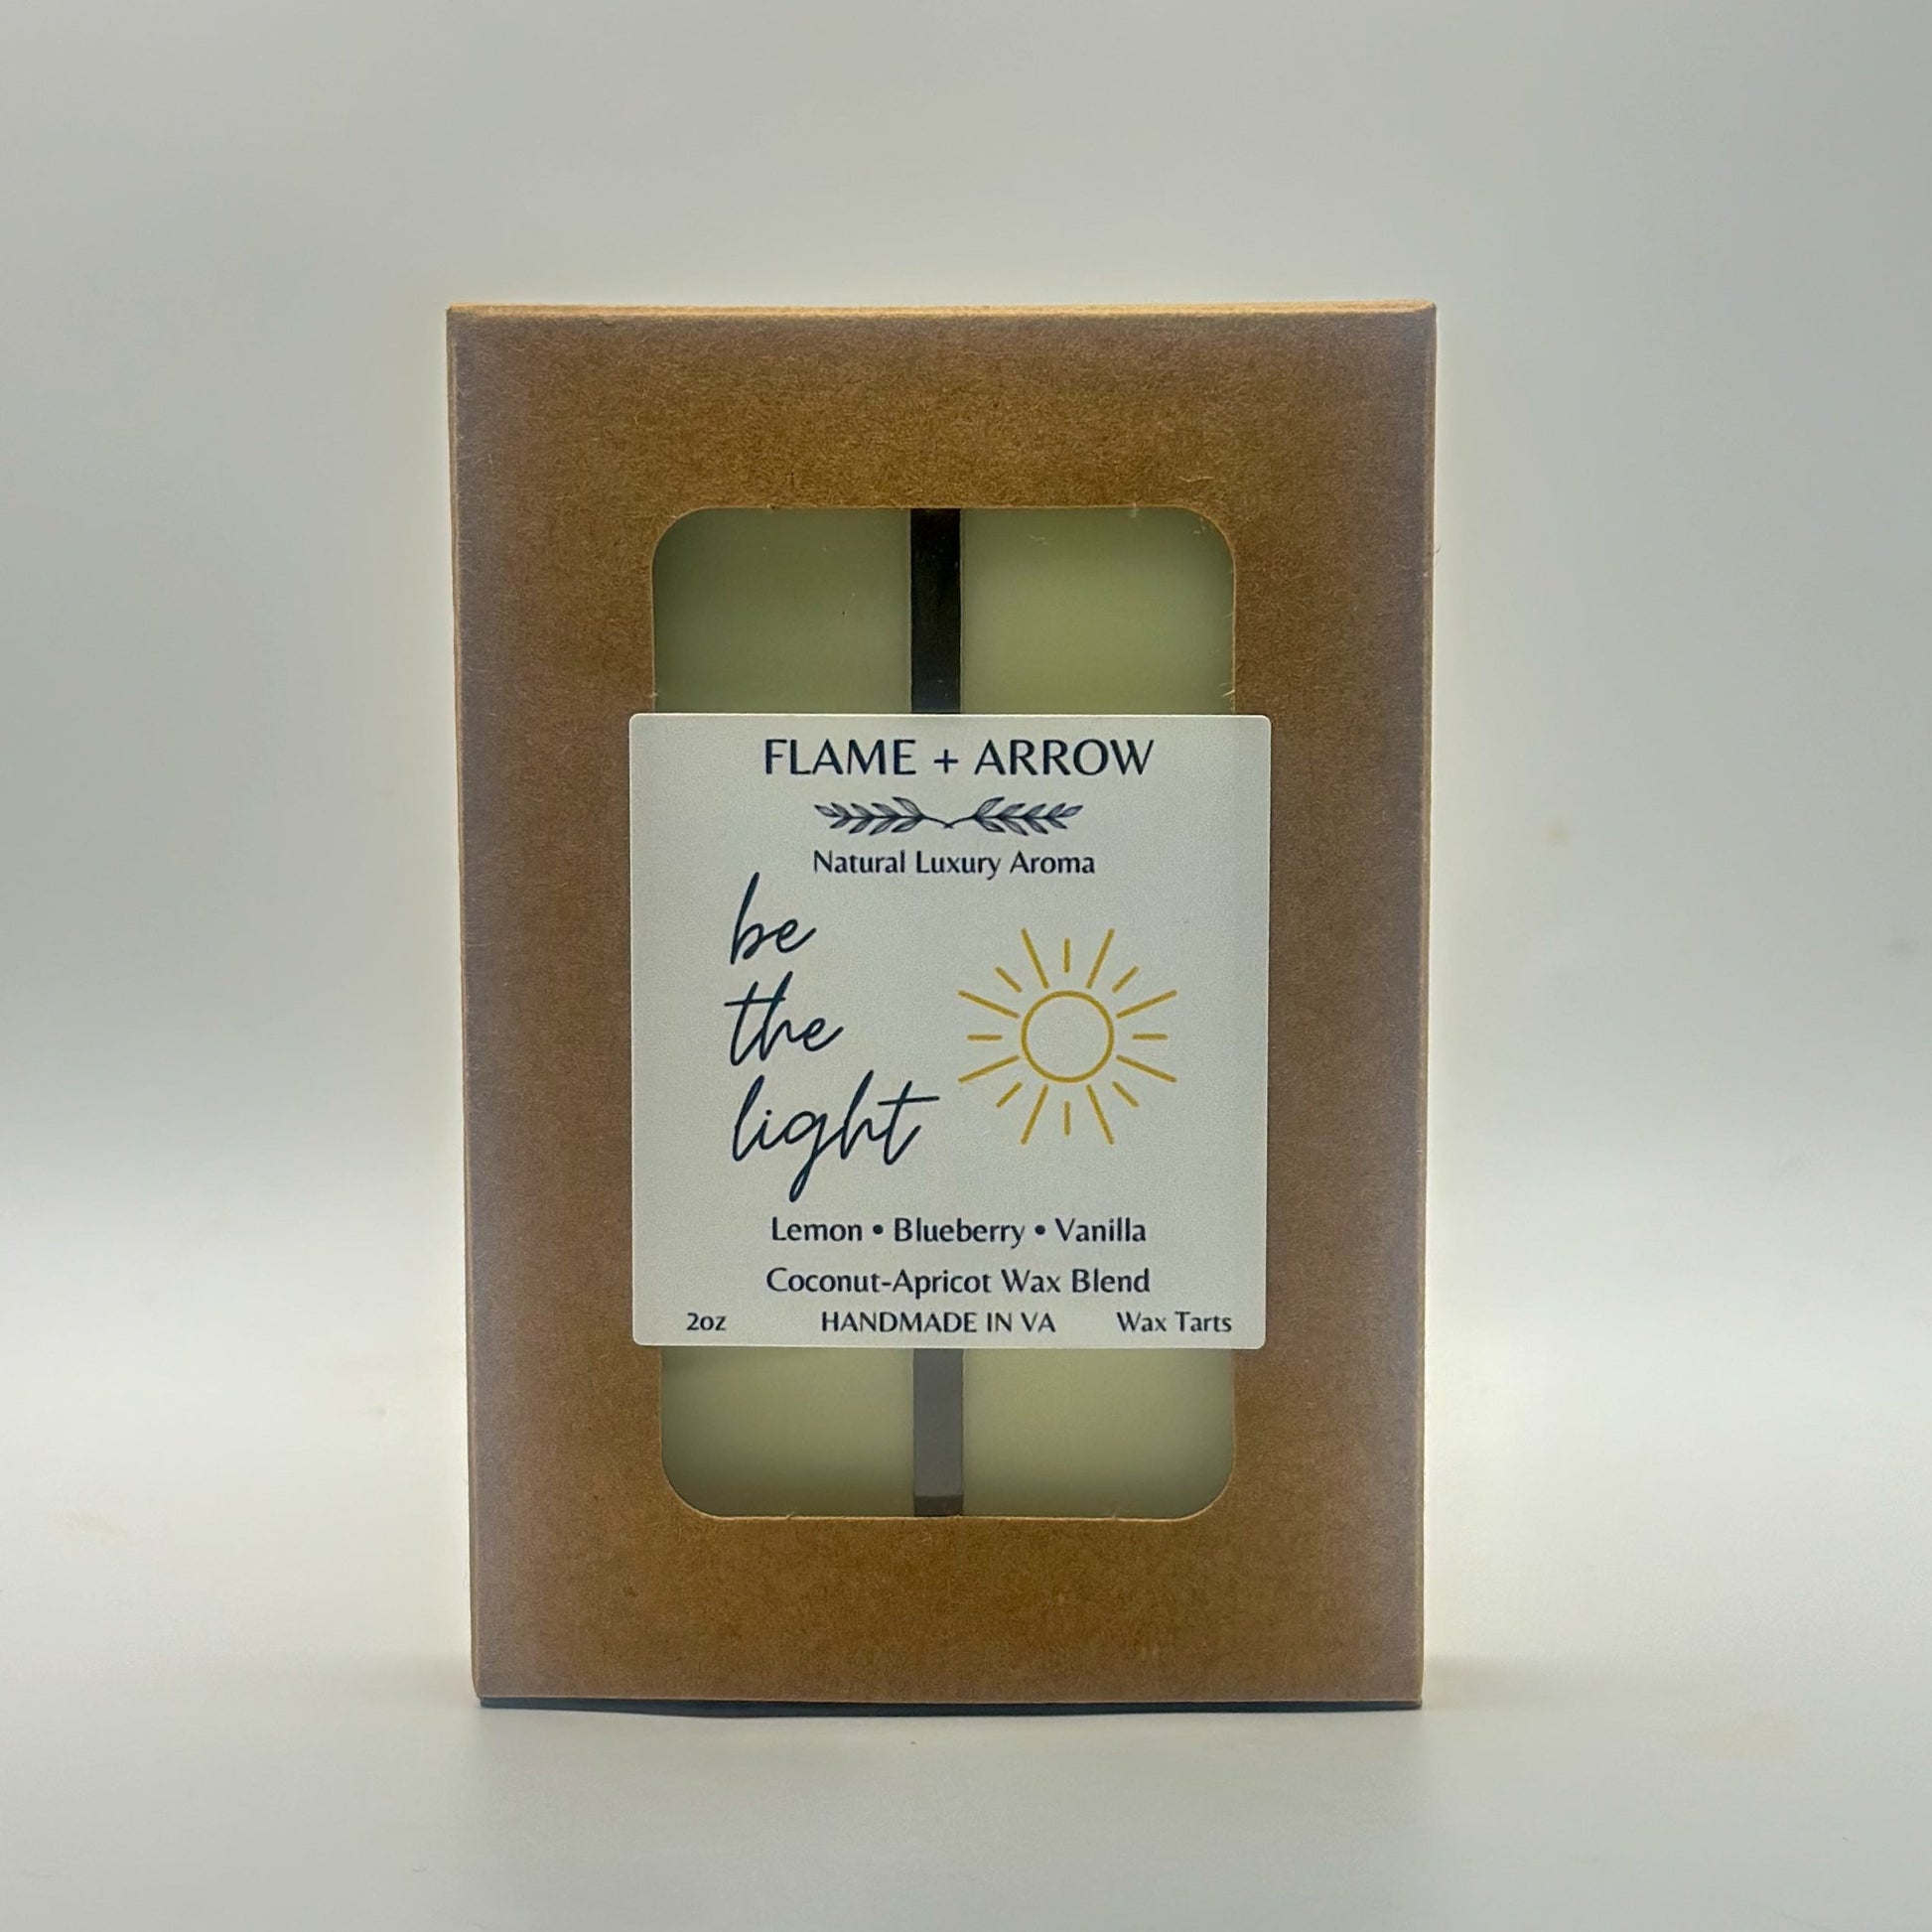 FLAME + ARROW
Natural Luxury Aroma
be
the
light
Lemon • Blueberry • Vanilla
Coconut-Apricot Wax Blend
2oz HANDMADE IN VA Wax Tarts